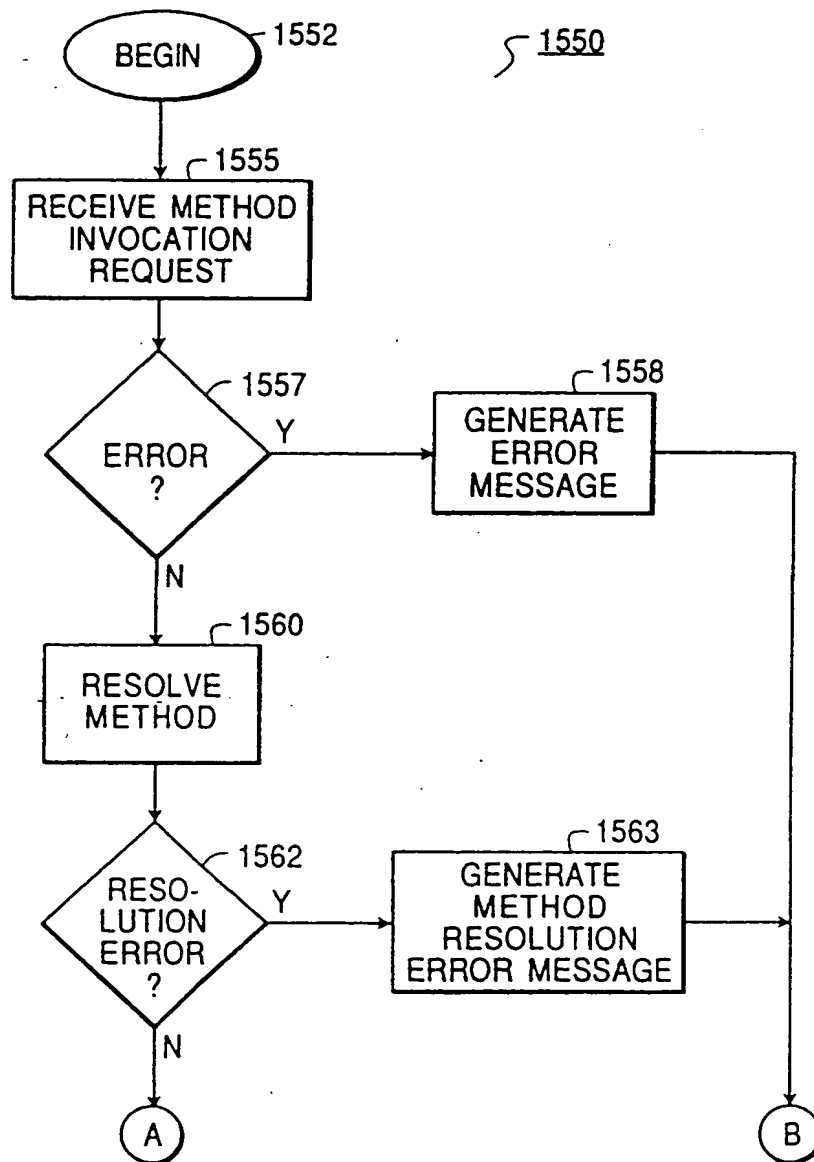 BEGIN
1552
1550
1555
RECEIVE METHOD
INVOCATION
REQUEST
1557
ERROR
?
Y
N
1558
GENERATE
ERROR
MESSAGE
1560
RESOLVE
METHOD
1562
RESO-
LUTION
ERROR
?
Y
N
1563
GENERATE
METHOD
RESOLUTION
ERROR MESSAGE
A
B